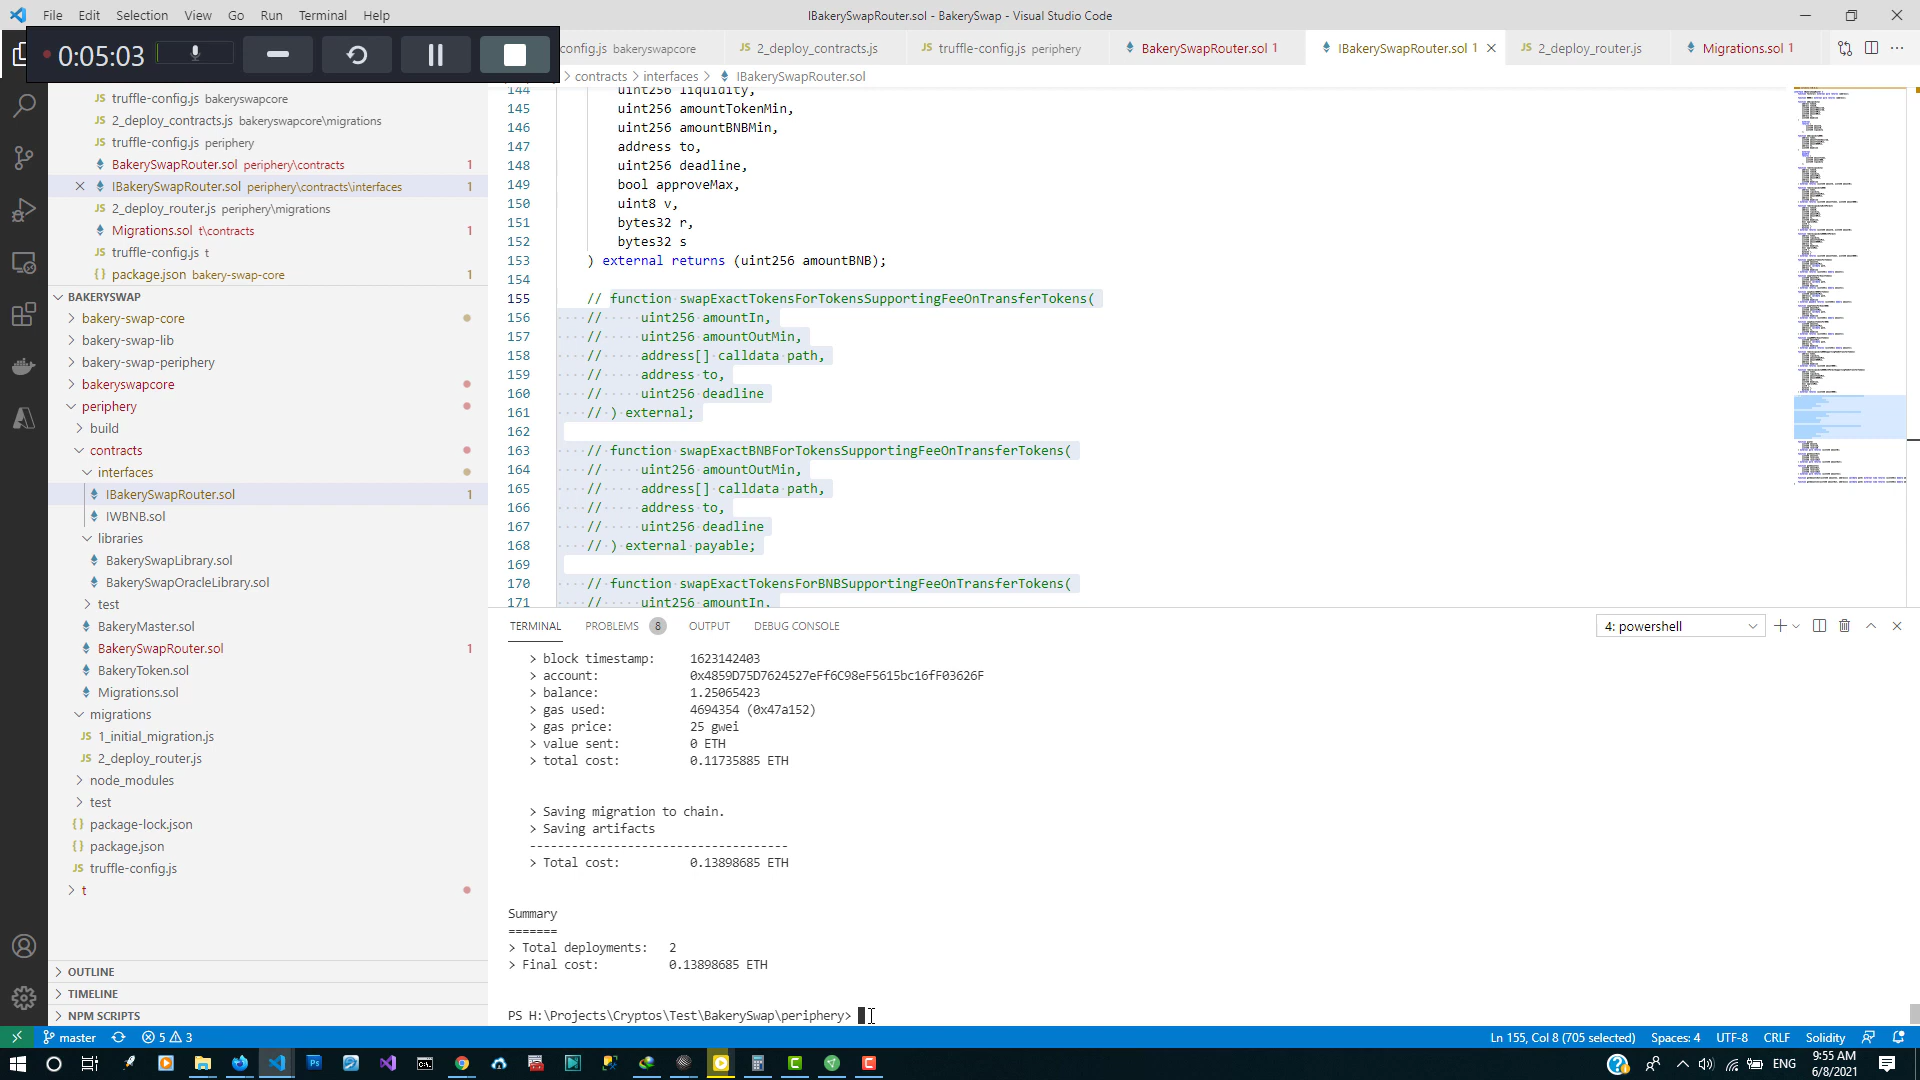 File Edit Selection View Go Run Terminal Help
IBakerySwapRouter.sol - BakerySwap - Visual Studio Code
0:05:03
config.js bakeryswapcore
2_deploy_contracts.js
truffle-config.js periphery
BakerySwapRouter.sol 1
IBakerySwapRouter.sol 1
2_deploy_router.js
Migrations.sol 1
contracts > interfaces > IBakerySwapRouter.sol
truffle-config.js bakeryswapcore
2_deploy_contracts.js bakeryswapcore\migrations
truffle-config.js periphery
BakerySwapRouter.sol periphery\contracts 1
IBakerySwapRouter.sol periphery\contracts\interfaces 1
2_deploy_router.js periphery\migrations
Migrations.sol t\contracts 1
truffle-config.js t
package.json bakery-swap-core 1
BAKERYSWAP
bakery-swap-core
bakery-swap-lib
bakery-swap-periphery
bakeryswapcore
periphery
build
contracts
interfaces
IBakerySwapRouter.sol 1
IWBNB.sol
libraries
BakerySwapLibrary.sol
BakerySwapOracleLibrary.sol
test
BakeryMaster.sol
BakerySwapRouter.sol 1
BakeryToken.sol
Migrations.sol
migrations
1_initial_migration.js
2_deploy_router.js
node_modules
test
package-lock.json
package.json
truffle-config.js
t
OUTLINE
TIMELINE
NPM SCRIPTS
144 uint256 liquidity,
145 uint256 amountTokenMin,
146 uint256 amountBNBMin,
147 address to,
148 uint256 deadline,
149 bool approveMax,
150 uint8 v,
151 bytes32 r,
152 bytes32 s
153 ) external returns (uint256 amountBNB);
154
155 // function swapExactTokensForTokensSupportingFeeOnTransferTokens(
156 // uint256 amountIn,
157 // uint256 amountOutMin,
158 // address[] calldata path,
159 // address to,
160 // uint256 deadline
161 // ) external;
162
163 // function swapExactBNBForTokensSupportingFeeOnTransferTokens(
164 // uint256 amountOutMin,
165 // address[] calldata path,
166 // address to,
167 // uint256 deadline
168 // ) external payable;
169
170 // function swapExactTokensForBNBSupportingFeeOnTransferTokens(
171 // uint256 amountIn,
TERMINAL PROBLEMS 8 OUTPUT DEBUG CONSOLE
4: powershell
> block timestamp: 1623142403
> account: 0x4859D75D7624527eFf6C98eF5615bc16fF03626F
> balance: 1.25065423
> gas used: 4694354 (0x47a152)
> gas price: 25 gwei
> value sent: 0 ETH
> total cost: 0.11735885 ETH
> Saving migration to chain.
> Saving artifacts
-------------------------------------
> Total cost: 0.13898685 ETH
Summary
=======
> Total deployments: 2
> Final cost: 0.13898685 ETH
PS H:\Projects\Cryptos\Test\BakerySwap\periphery>
master 5 3
Ln 155, Col 8 (705 selected) Spaces: 4 UTF-8 CRLF Solidity
ENG
9:55 AM
6/8/2021